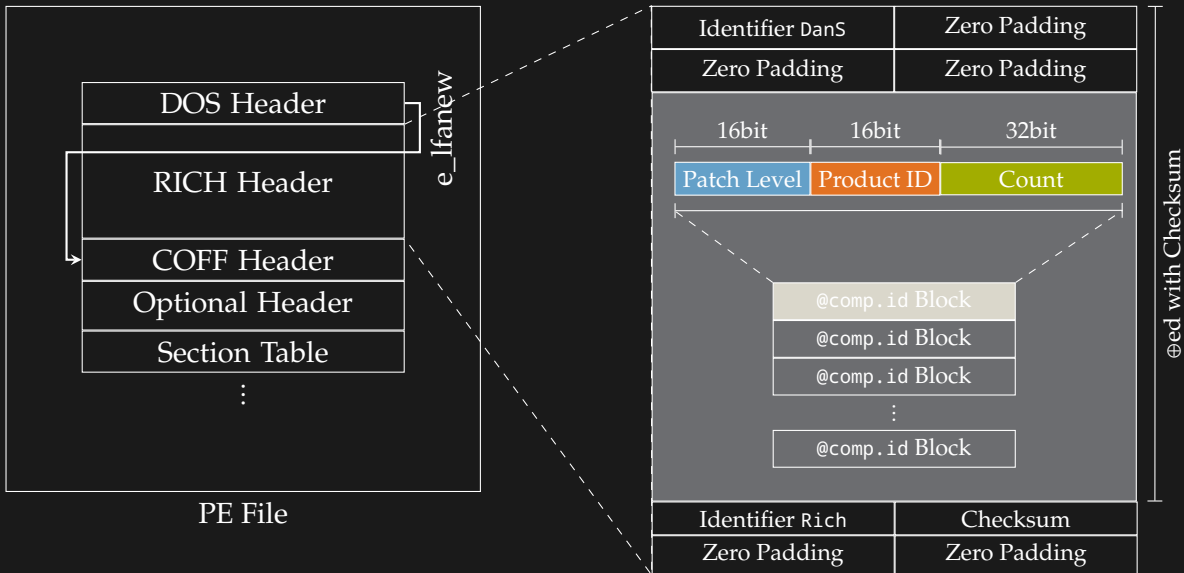 DOS Header
RICH Header
COFF Header
Optional Header
Section Table
⋮
e_lfanew
PE File
Identifier DanS Zero Padding
Zero Padding Zero Padding
16bit 16bit 32bit
Patch Level Product ID Count
@comp.id Block
@comp.id Block
@comp.id Block
⋮
@comp.id Block
Identifier Rich Checksum
Zero Padding Zero Padding
⊕ed with Checksum